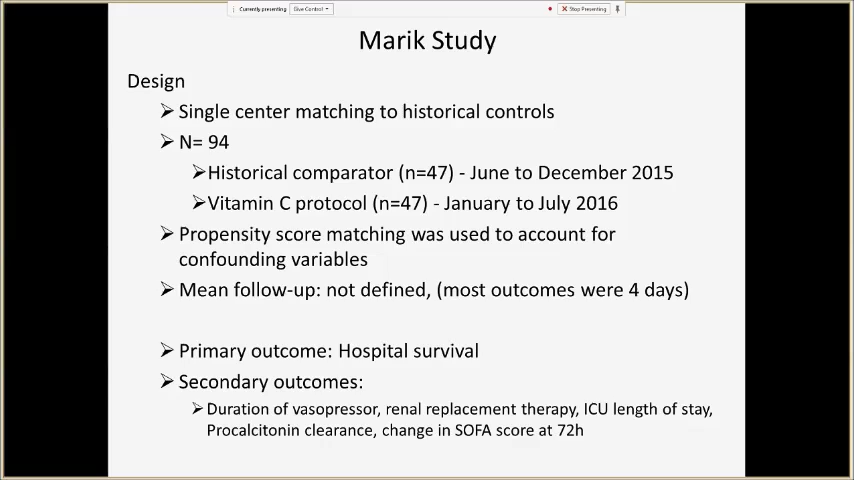 Currently presenting Give Control Stop Presenting
Marik Study
Design
Single center matching to historical controls
N= 94
Historical comparator (n=47) - June to December 2015
Vitamin C protocol (n=47) - January to July 2016
Propensity score matching was used to account for
confounding variables
Mean follow-up: not defined, (most outcomes were 4 days)
Primary outcome: Hospital survival
Secondary outcomes:
Duration of vasopressor, renal replacement therapy, ICU length of stay,
Procalcitonin clearance, change in SOFA score at 72h